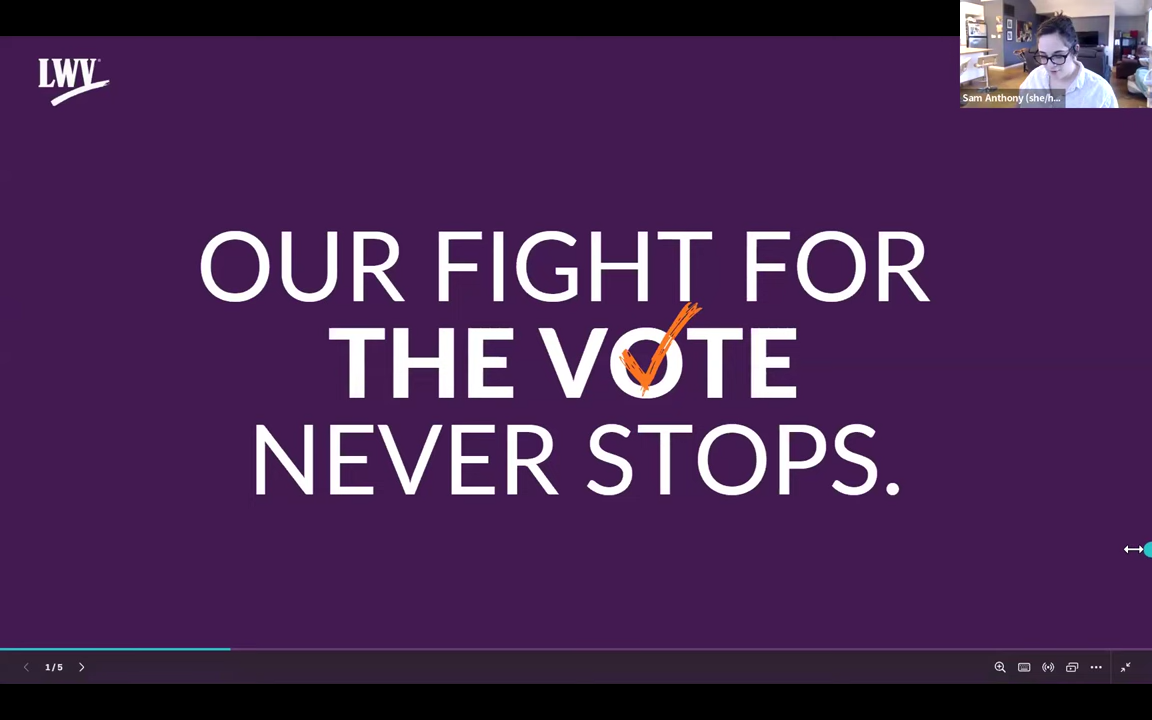 LWV
Sam Anthony (she/h...
OUR FIGHT FOR
THE VOTE
NEVER STOPS.
1/5